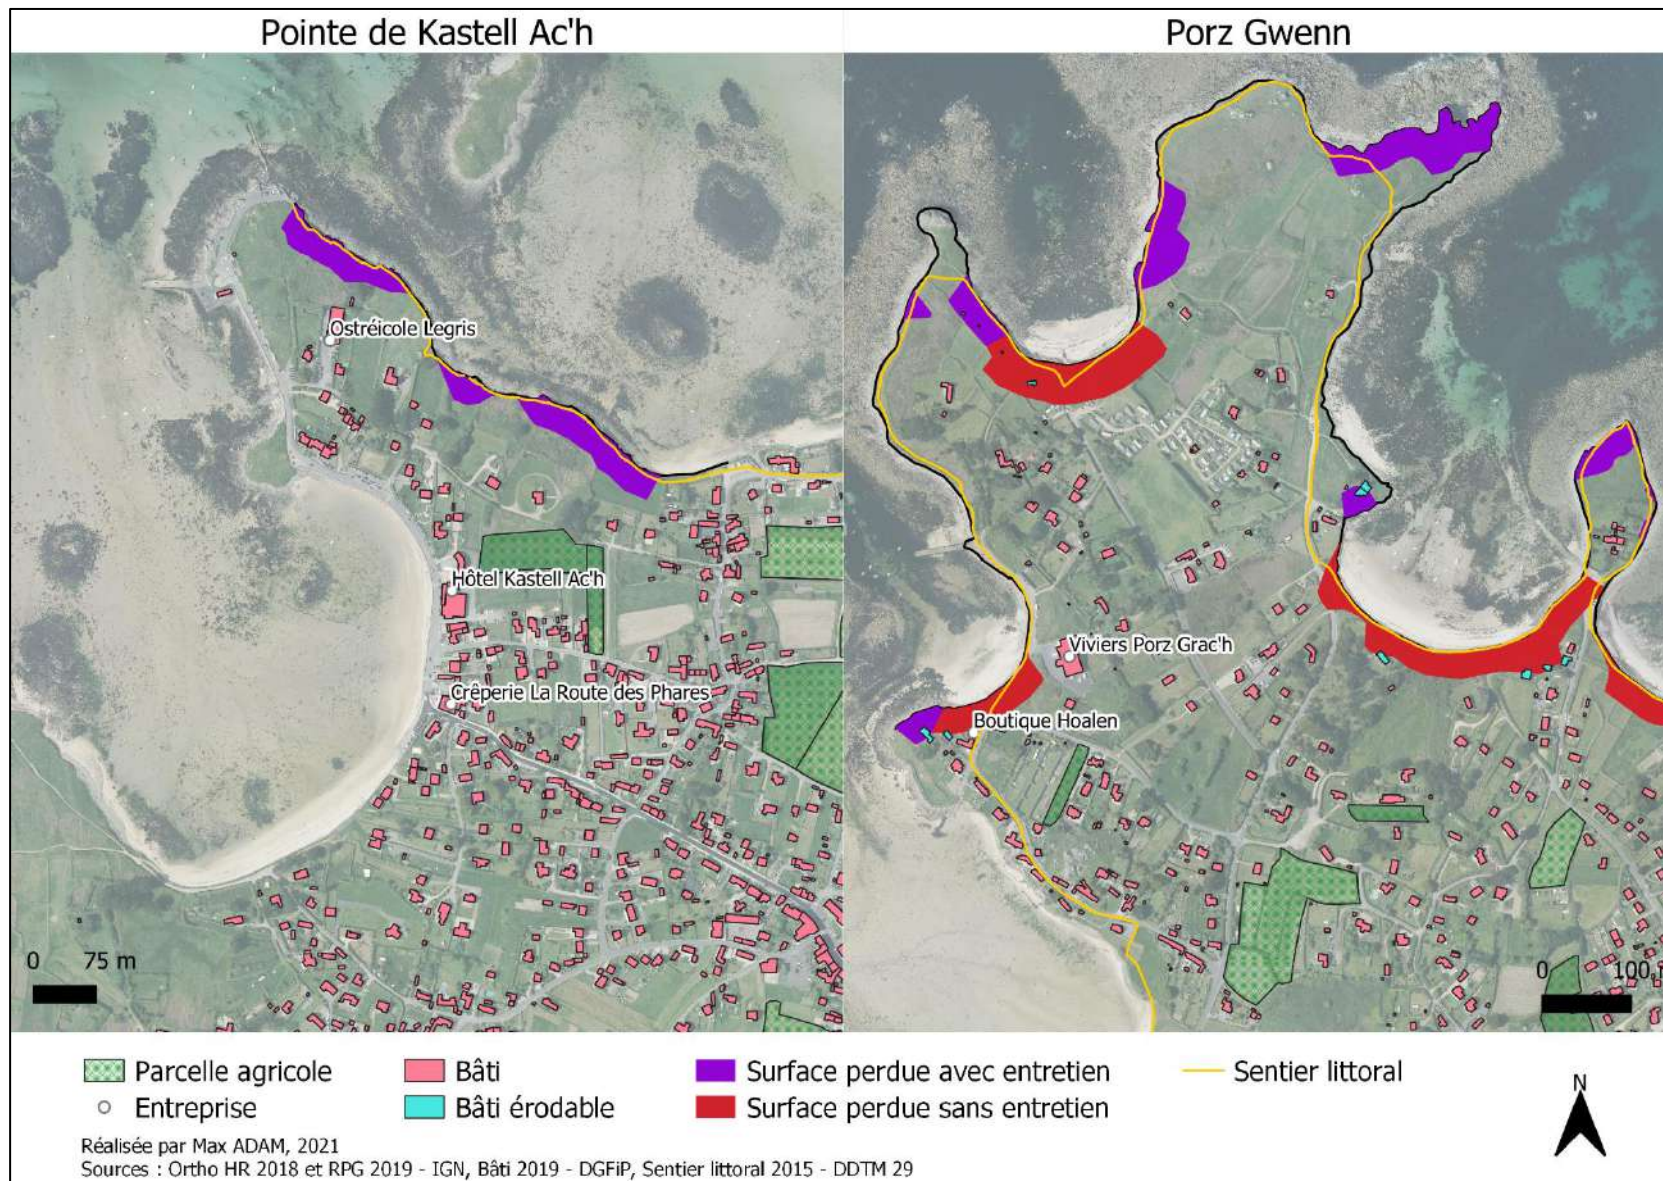 Pointe de Kastell Ac'h
Porz Gwenn
Ostréicole Legris
Hôtel Kastell Ac'h
Crêperie La Route des Phares
0 75 m
Viviers Porz Grac'h
Boutique Hoalen
0 100
Parcelle agricole
Entreprise
Bâti
Bâti érodable
Surface perdue avec entretien
Surface perdue sans entretien
Sentier littoral
N
Réalisée par Max ADAM, 2021
Sources : Ortho HR 2018 et RPG 2019 - IGN, Bâti 2019 - DGFiP, Sentier littoral 2015 - DDTM 29